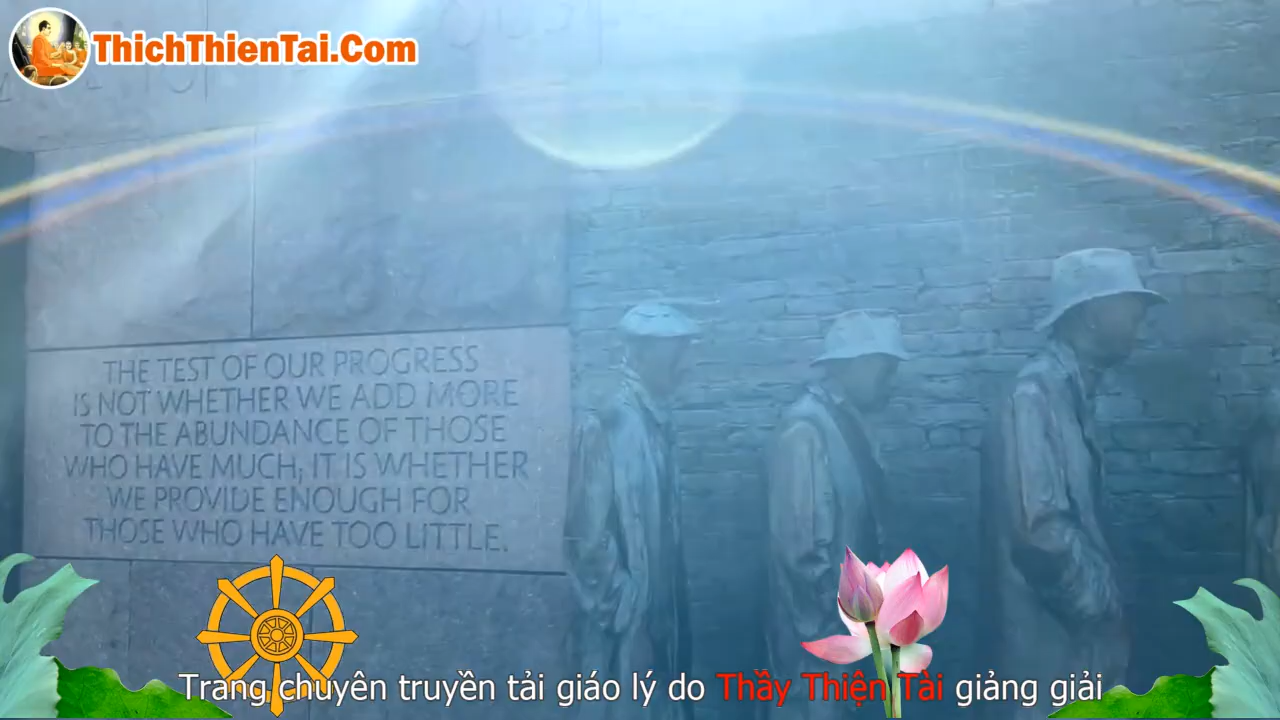 ThichThienTai.Com
THE TEST OF OUR PROGRESS
IS NOT WHETHER WE ADD MORE
TO THE ABUNDANCE OF THOSE
WHO HAVE MUCH; IT IS WHETHER
WE PROVIDE ENOUGH FOR
THOSE WHO HAVE TOO LITTLE.
Trang chuyên truyền tải giáo lý do Thầy Thiện Tài giảng giải